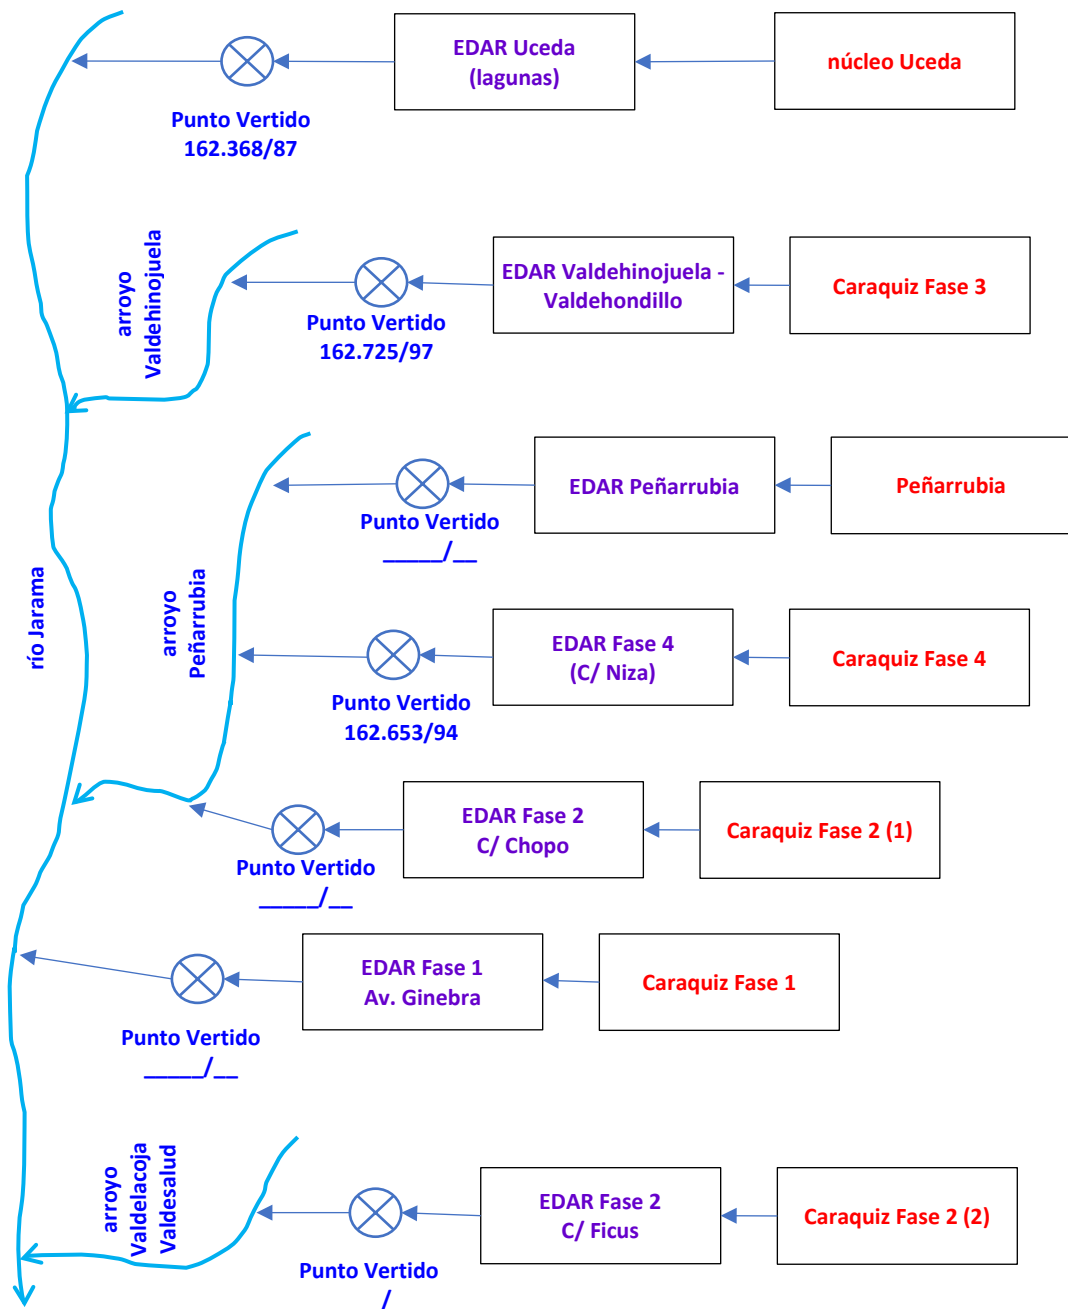 EDAR Uceda
(lagunas)
núcleo Uceda
Punto Vertido
162.368/87
arroyo
Valdehinojuela
EDAR Valdehinojuela -
Valdehondillo
Caraquiz Fase 3
Punto Vertido
162.725/97
río Jarama
arroyo
Peñarrubia
EDAR Peñarrubia
Peñarrubia
Punto Vertido
_____/__
EDAR Fase 4
(C/ Niza)
Caraquiz Fase 4
Punto Vertido
162.653/94
EDAR Fase 2
C/ Chopo
Caraquiz Fase 2 (1)
Punto Vertido
_____/__
EDAR Fase 1
Av. Ginebra
Caraquiz Fase 1
Punto Vertido
_____/__
arroyo
Valdelacoja
Valdesalud
EDAR Fase 2
C/ Ficus
Caraquiz Fase 2 (2)
Punto Vertido
/